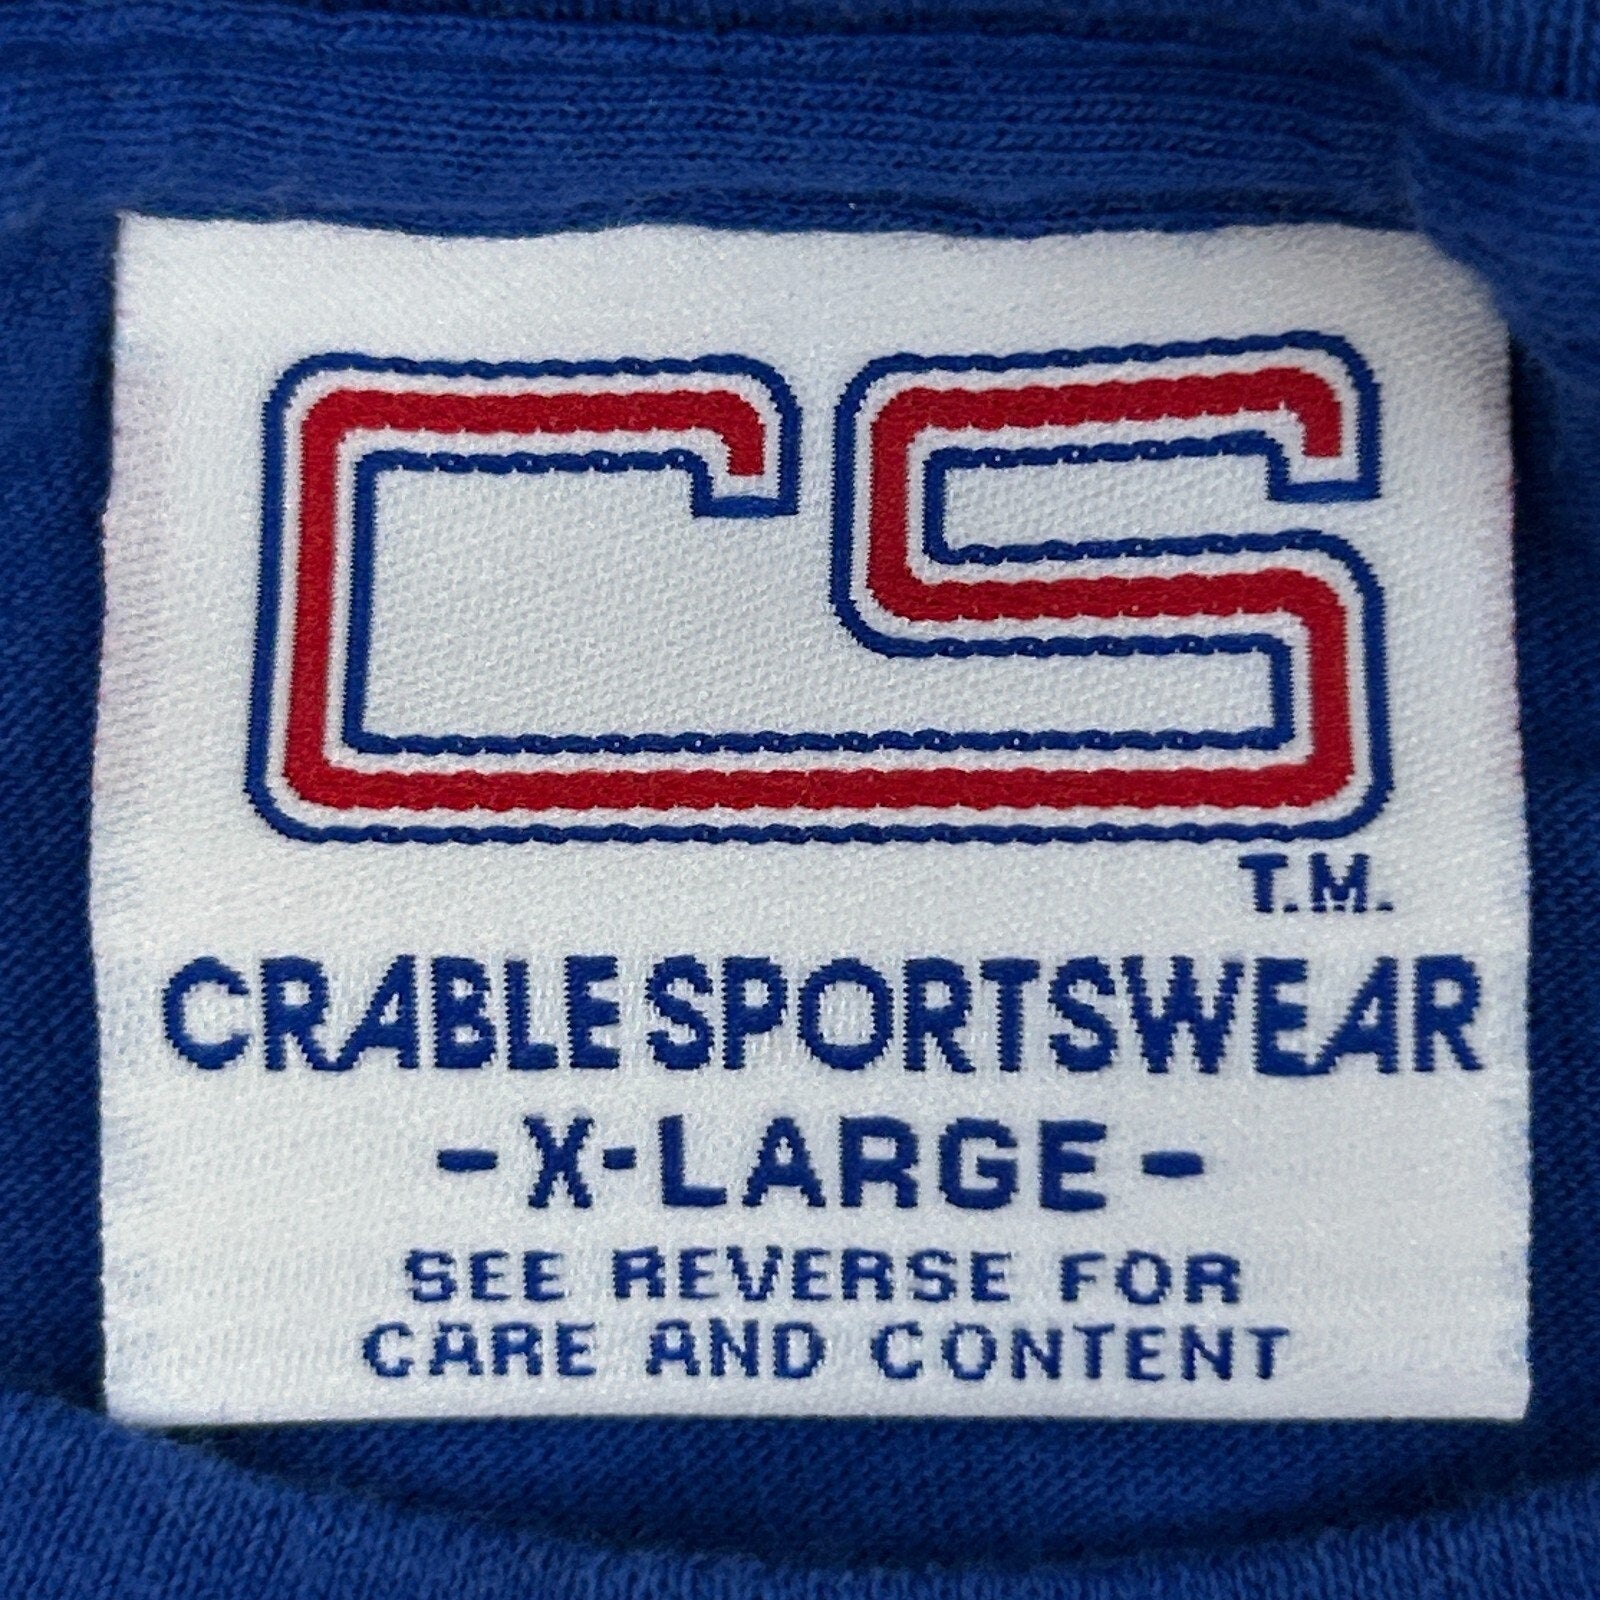 CS
T.M.
CRABLE SPORTSWEAR
- X-LARGE -
SEE REVERSE FOR
CARE AND CONTENT